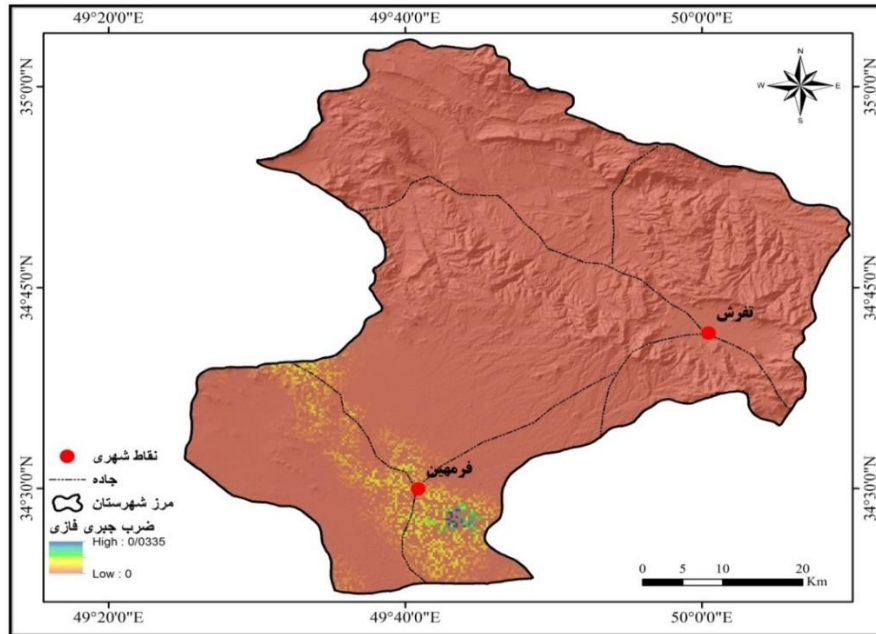 49°20'0"E
49°40'0"E
50°0'0"E
N
W
E
S
35°0'0"N
35°0'0"N
34°45'0"N
34°45'0"N
تفرش
فرمهین
34°30'0"N
34°30'0"N
نقاط شهری
جاده
مرز شهرستان
ضرب جبری فازی
High : 0/0335
Low : 0
0
5
10
20
Km
49°20'0"E
49°40'0"E
50°0'0"E